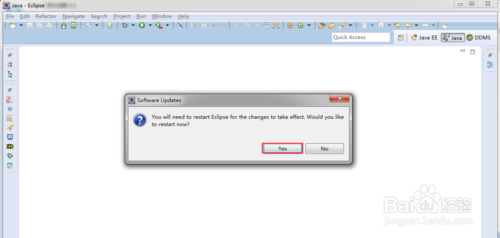 Java - Eclipse
File Edit Refactor Navigate Search Project Run Window Help
Quick Access
Java EE Java DDMS
Software Updates
You will need to restart Eclipse for the changes to take effect. Would you like
to restart now?
Yes No
Baidu 经验
jingyan.baidu.com